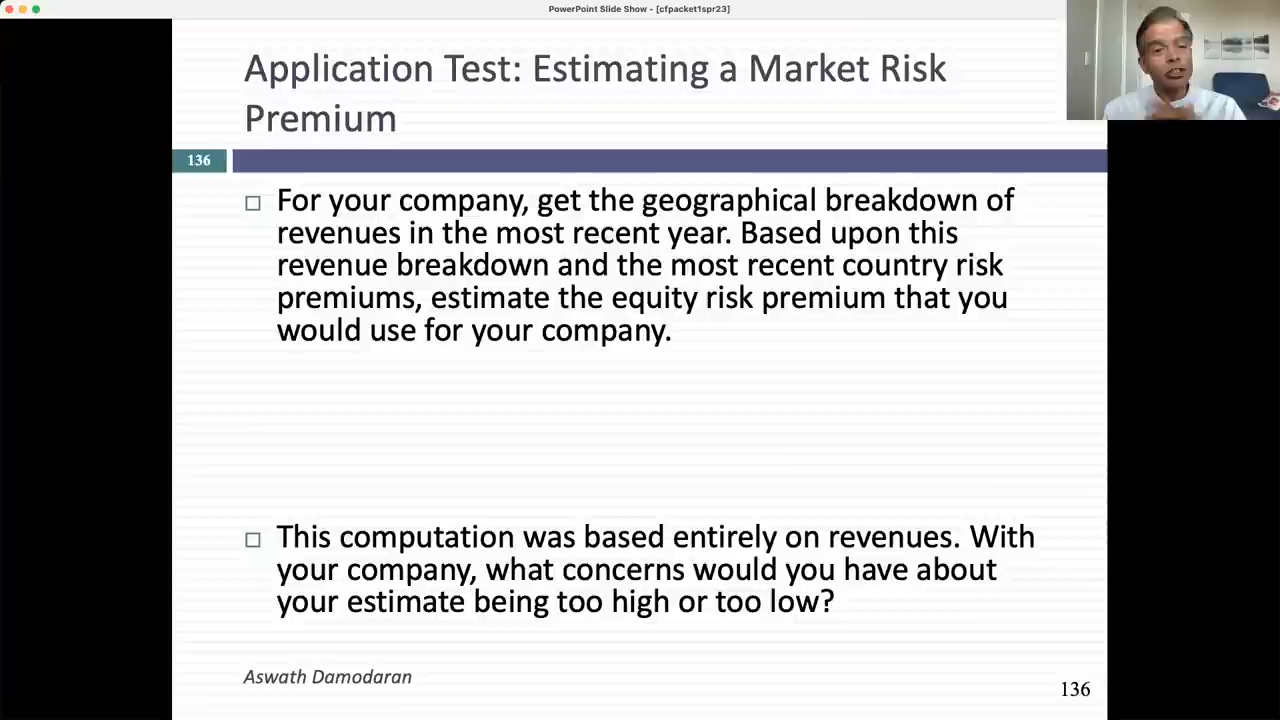 PowerPoint Slide Show - [cfpacket1spr23]
Application Test: Estimating a Market Risk
Premium
136
□ For your company, get the geographical breakdown of
revenues in the most recent year. Based upon this
revenue breakdown and the most recent country risk
premiums, estimate the equity risk premium that you
would use for your company.
□ This computation was based entirely on revenues. With
your company, what concerns would you have about
your estimate being too high or too low?
Aswath Damodaran
136